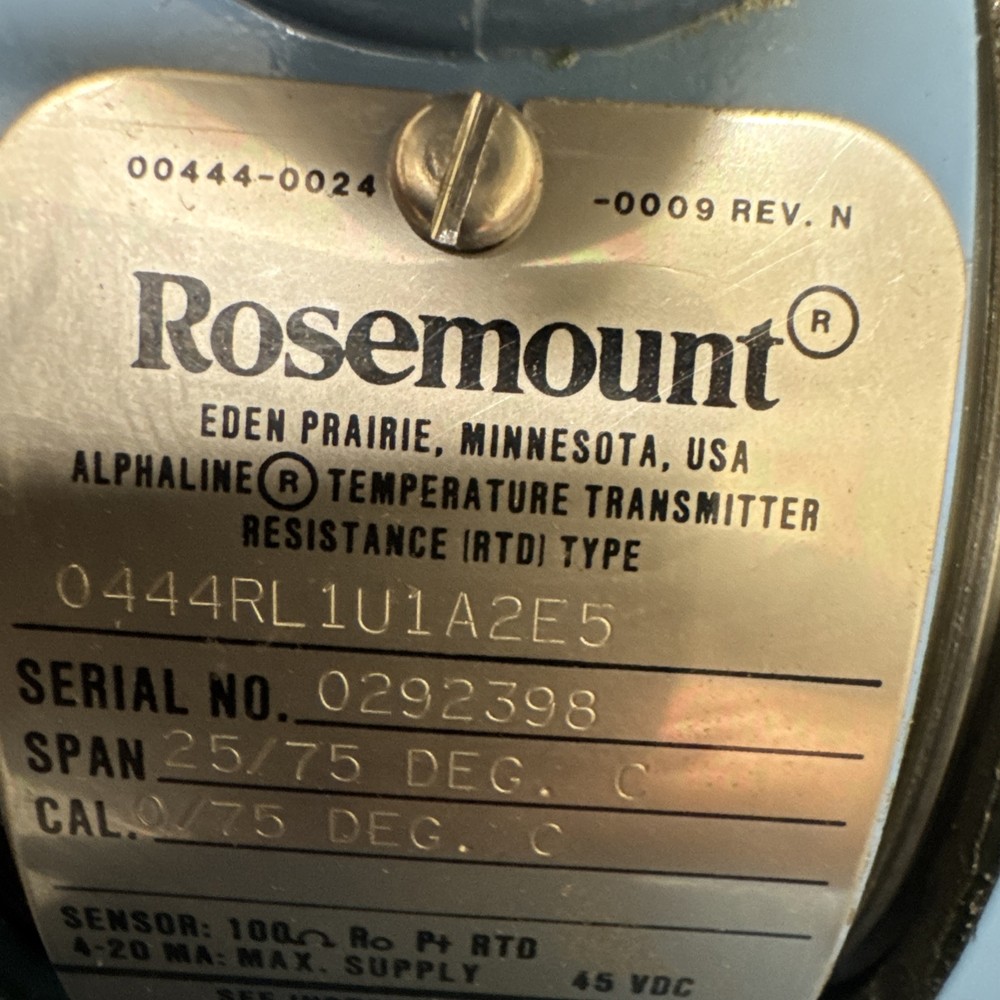 00444-0024 -0009 REV. N
Rosemount®
EDEN PRAIRIE, MINNESOTA, USA
ALPHALINE® TEMPERATURE TRANSMITTER
RESISTANCE (RTD) TYPE
0444RL1U1A2E5
SERIAL NO. 0292398
SPAN 25/75 DEG. C
CAL. 0/75 DEG. C
SENSOR: 100Ω Ro Pt RTD
4-20 MA: MAX. SUPPLY 45 VDC
SEE